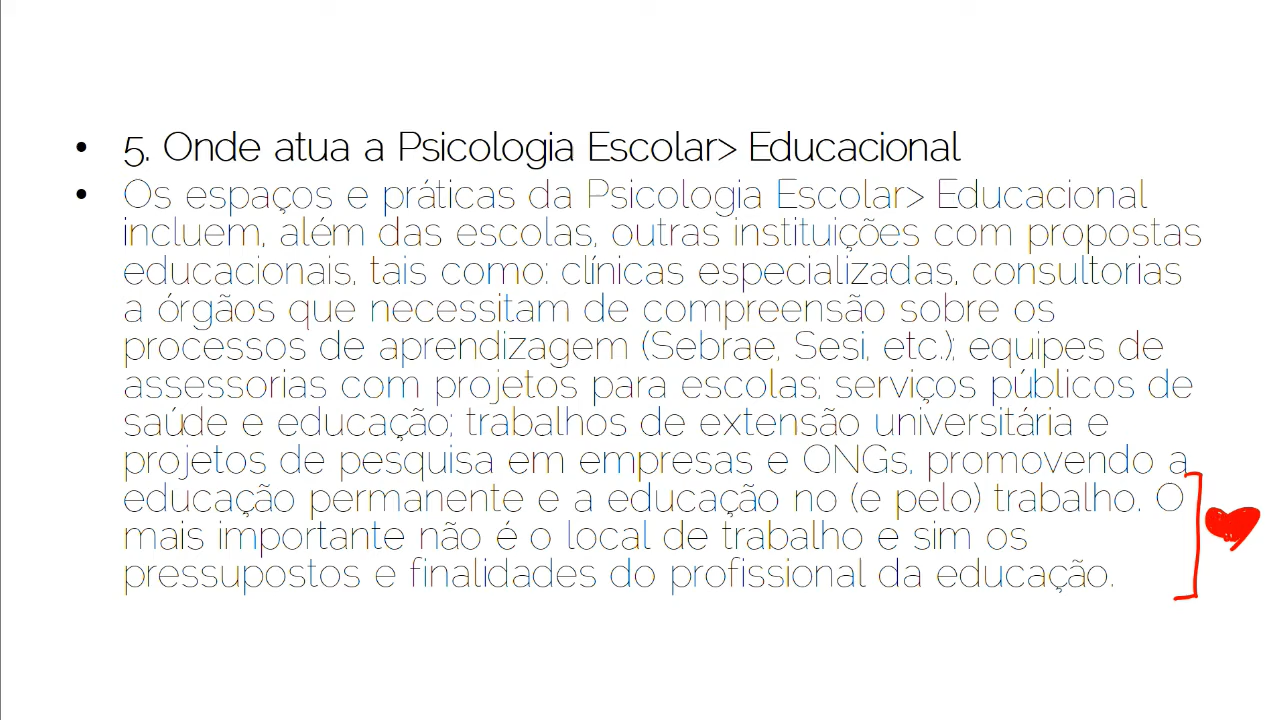 • 5. Onde atua a Psicologia Escolar> Educacional
• Os espaços e práticas da Psicologia Escolar> Educacional
incluem, além das escolas, outras instituições com propostas
educacionais, tais como: clínicas especializadas, consultorias
a órgãos que necessitam de compreensão sobre os
processos de aprendizagem (Sebrae, Sesi, etc.); equipes de
assessorias com projetos para escolas; serviços públicos de
saúde e educação; trabalhos de extensão universitária e
projetos de pesquisa em empresas e ONGs, promovendo a
educação permanente e a educação no (e pelo) trabalho. O
mais importante não é o local de trabalho e sim os
pressupostos e finalidades do profissional da educação.